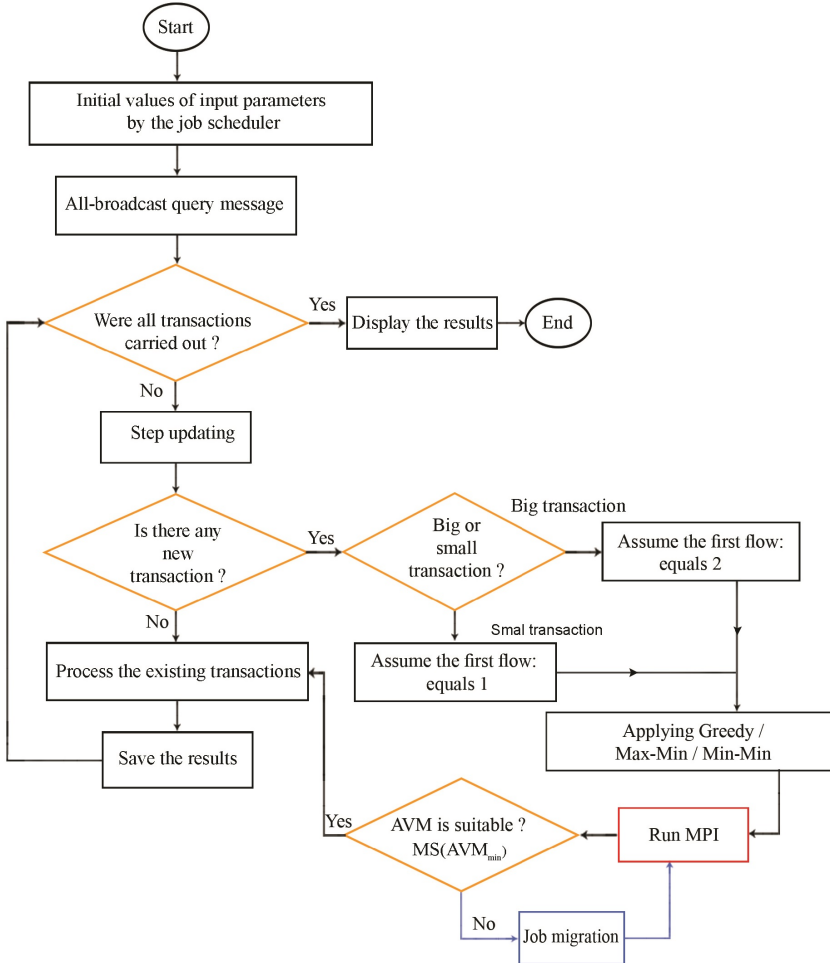 Start
Initial values of input parameters
by the job scheduler
All-broadcast query message
Were all transactions
carried out ?
Yes
Display the results
End
No
Step updating
Is there any
new
transaction ?
Yes
Big or
small
transaction ?
Big transaction
Assume the first flow:
equals 2
No
Smal transaction
Process the existing transactions
Assume the first flow:
equals 1
Applying Greedy /
Max-Min / Min-Min
Save the results
Yes
AVM is suitable ?
MS(AVMmin)
Run MPI
No
Job migration